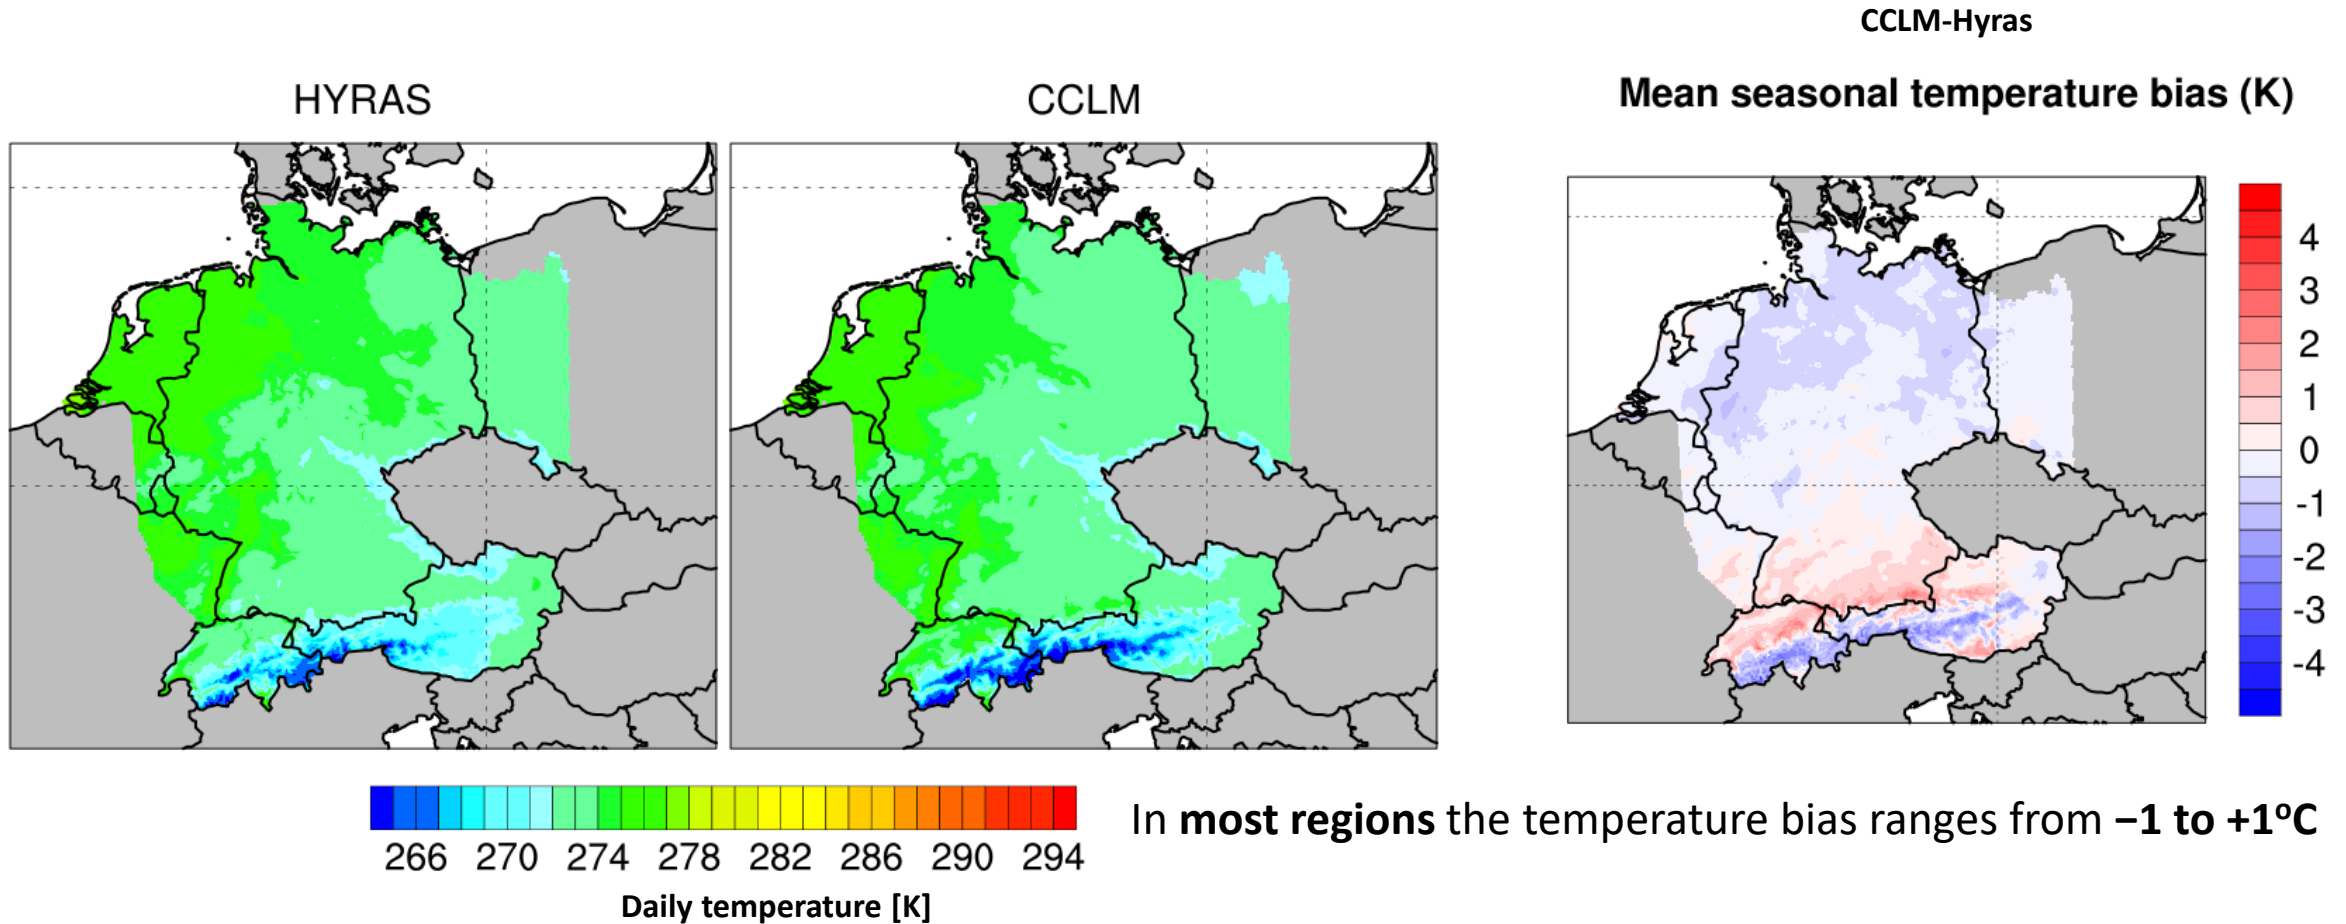 CCLM-Hyras
HYRAS
CCLM
Mean seasonal temperature bias (K)
4
3
2
1
0
-1
-2
-3
-4
266 270 274 278 282 286 290 294
Daily temperature [K]
In most regions the temperature bias ranges from −1 to +1ºC